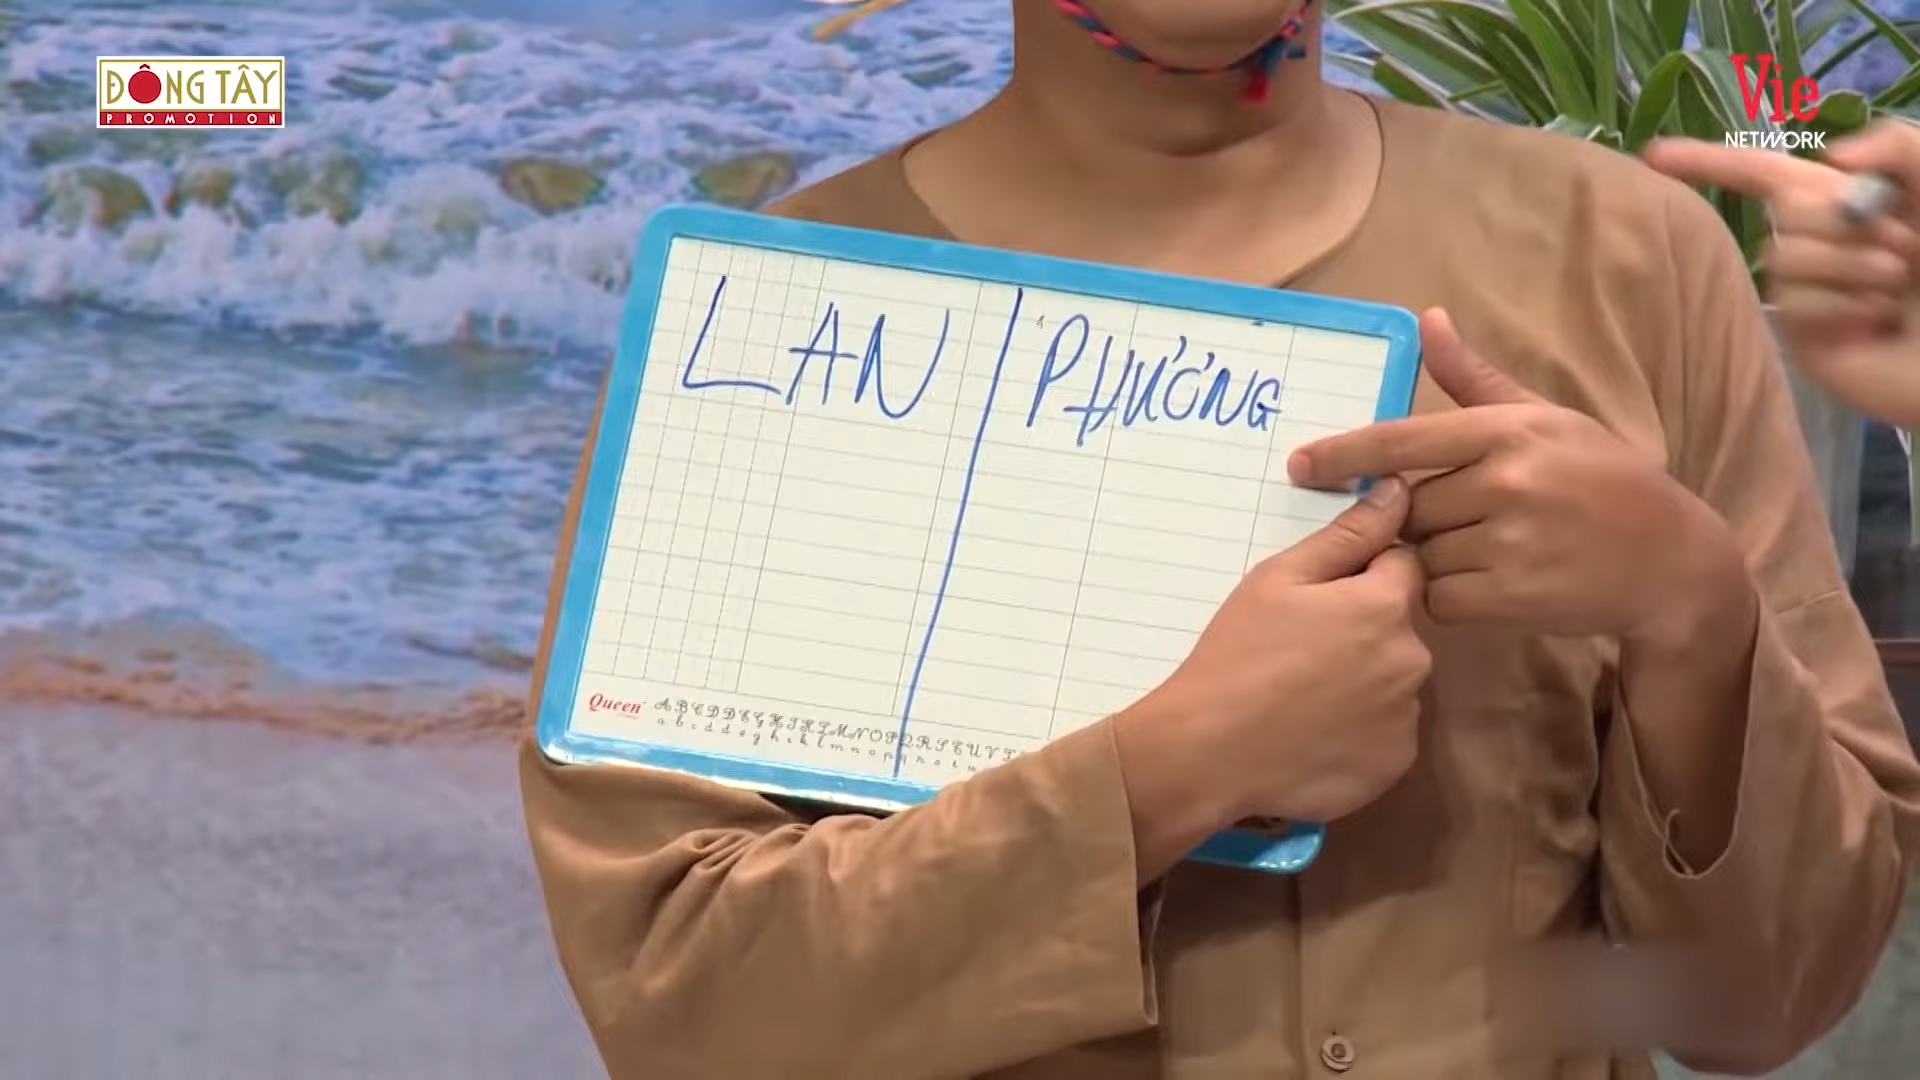 ĐÔNG TÂY
PROMOTION
Vie
NETWORK
LAN PHƯƠNG
Queen